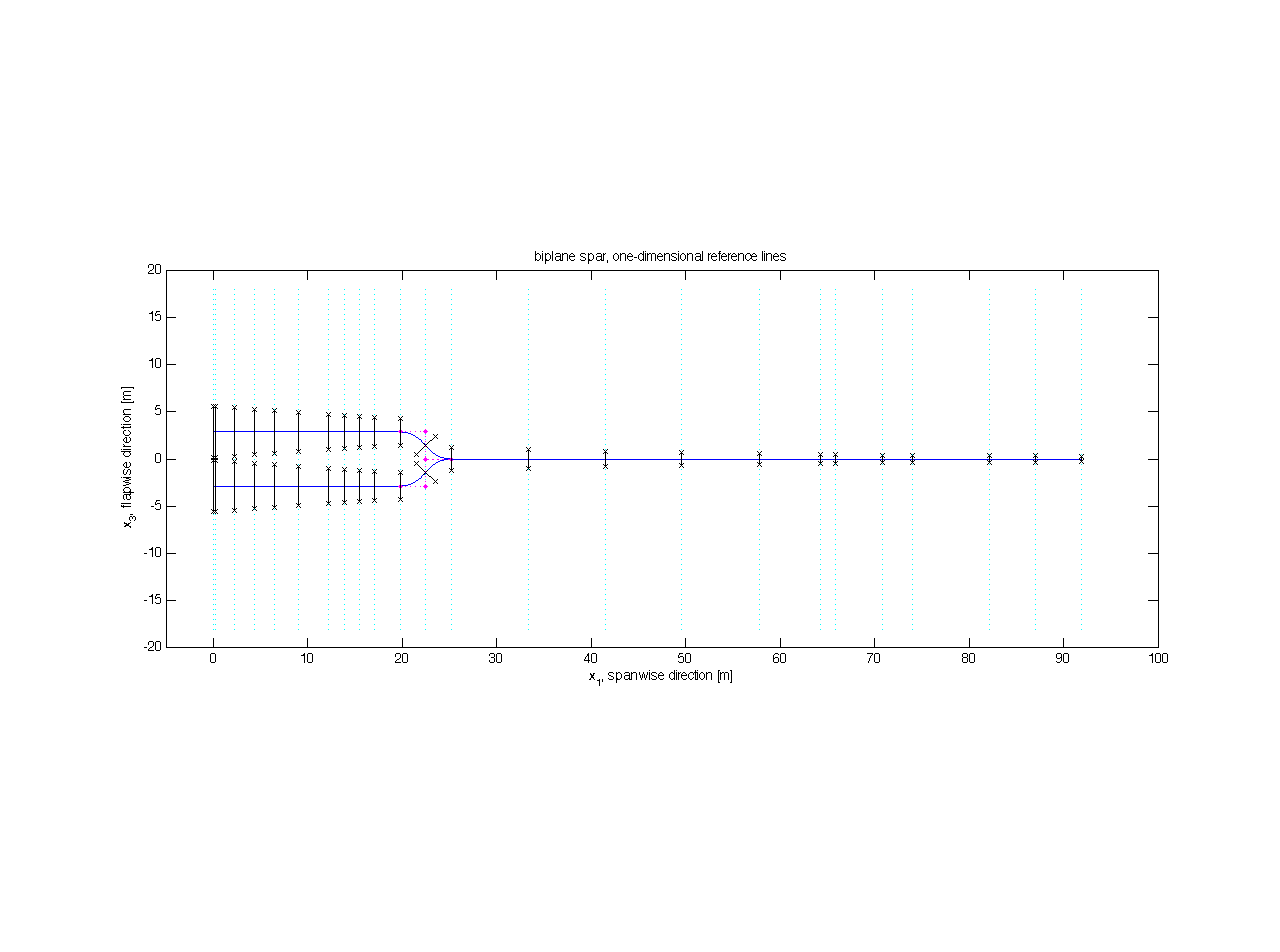 biplane spar, one-dimensional reference lines
20
15
10
5
0
-5
-10
-15
-20
x3, flapwise direction [m]
0 10 20 30 40 50 60 70 80 90 100
x1, spanwise direction [m]